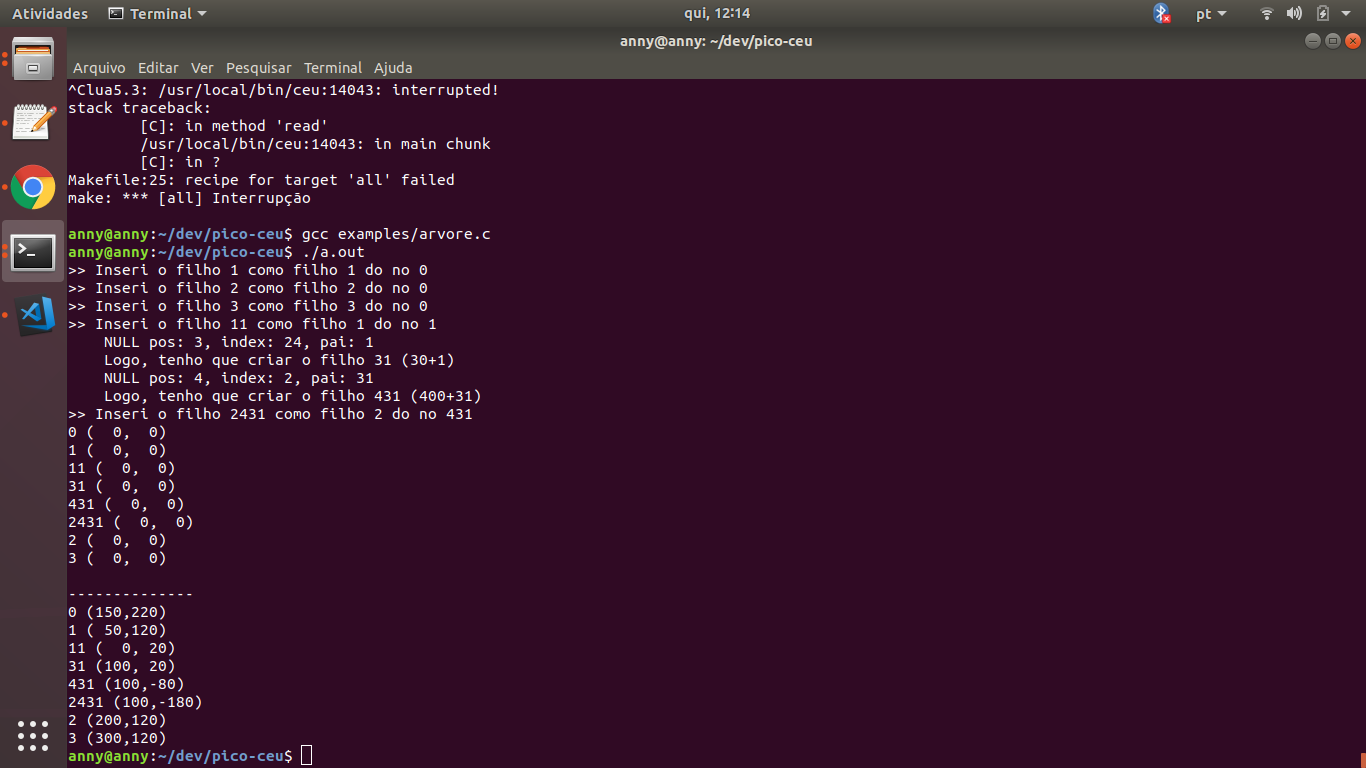 Atividades Terminal qui, 12:14 pt
anny@anny: ~/dev/pico-ceu
Arquivo Editar Ver Pesquisar Terminal Ajuda
^Clua5.3: /usr/local/bin/ceu:14043: interrupted!
stack traceback:
        [C]: in method 'read'
        /usr/local/bin/ceu:14043: in main chunk
        [C]: in ?
Makefile:25: recipe for target 'all' failed
make: *** [all] Interrupção
anny@anny:~/dev/pico-ceu$ gcc examples/arvore.c
anny@anny:~/dev/pico-ceu$ ./a.out
>> Inseri o filho 1 como filho 1 do no 0
>> Inseri o filho 2 como filho 2 do no 0
>> Inseri o filho 3 como filho 3 do no 0
>> Inseri o filho 11 como filho 1 do no 1
    NULL pos: 3, index: 24, pai: 1
    Logo, tenho que criar o filho 31 (30+1)
    NULL pos: 4, index: 2, pai: 31
    Logo, tenho que criar o filho 431 (400+31)
>> Inseri o filho 2431 como filho 2 do no 431
0 (  0,  0)
1 (  0,  0)
11 (  0,  0)
31 (  0,  0)
431 (  0,  0)
2431 (  0,  0)
2 (  0,  0)
3 (  0,  0)
--------------
0 (150,220)
1 ( 50,120)
11 (  0, 20)
31 (100, 20)
431 (100,-80)
2431 (100,-180)
2 (200,120)
3 (300,120)
anny@anny:~/dev/pico-ceu$